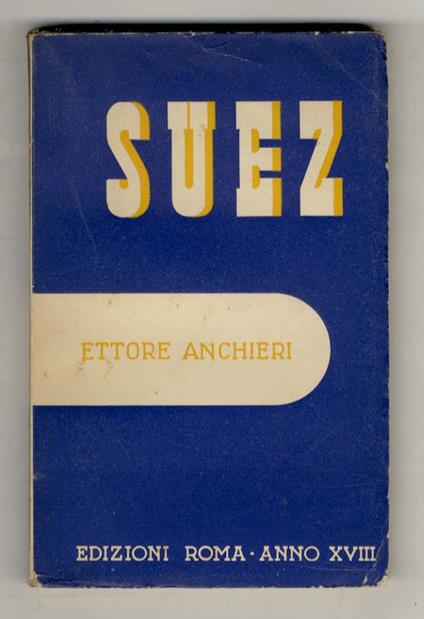 SUEZ
ETTORE ANCHIERI
EDIZIONI ROMA · ANNO XVIII